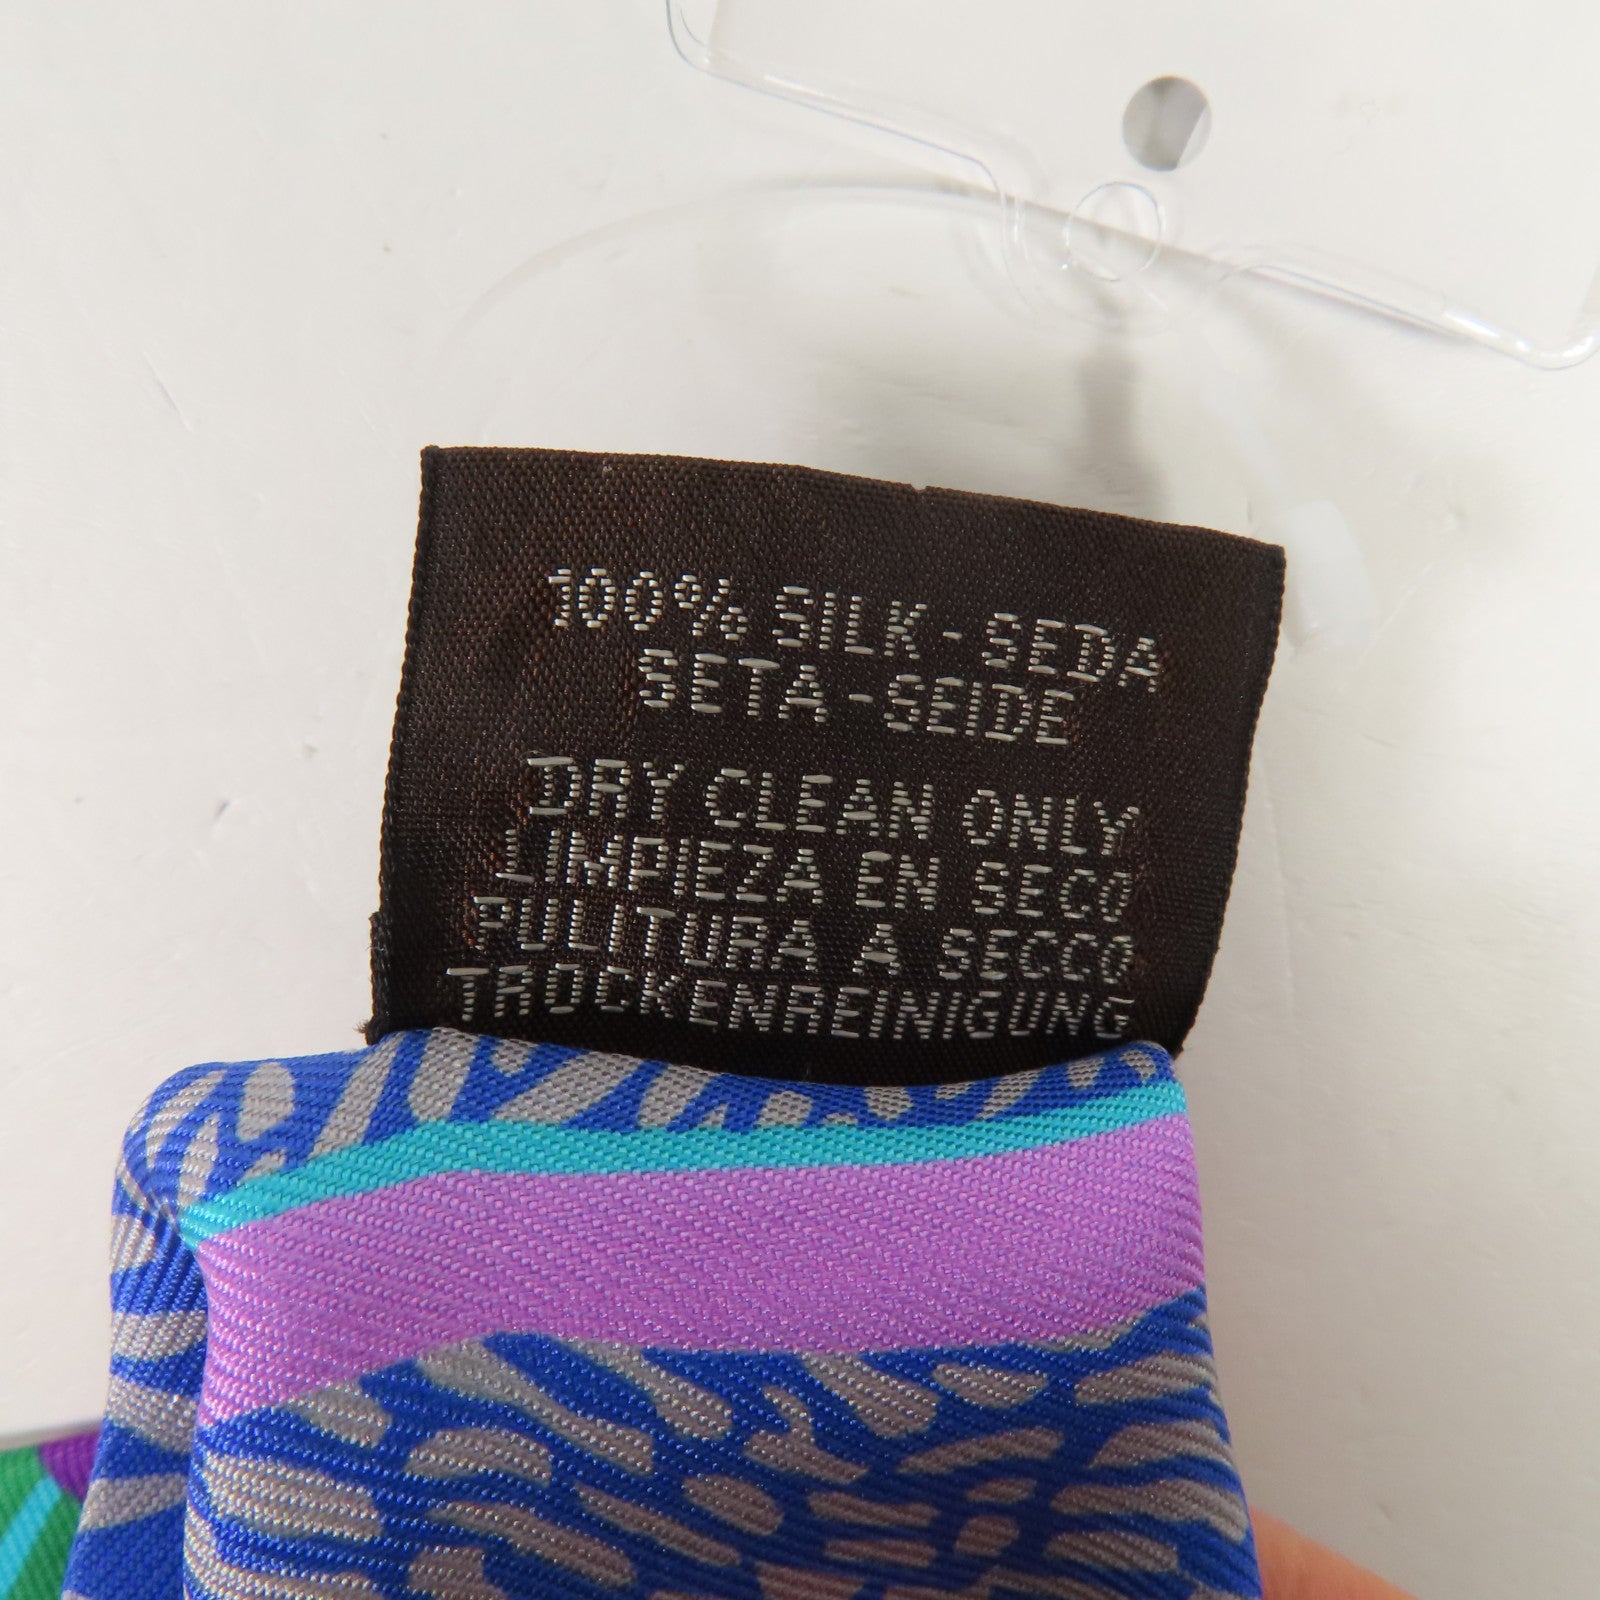 100% SILK - SEDA
SETA - SEIDE
DRY CLEAN ONLY
LIMPIEZA EN SECO
PULITURA A SECCO
TROCKENREINIGUNG